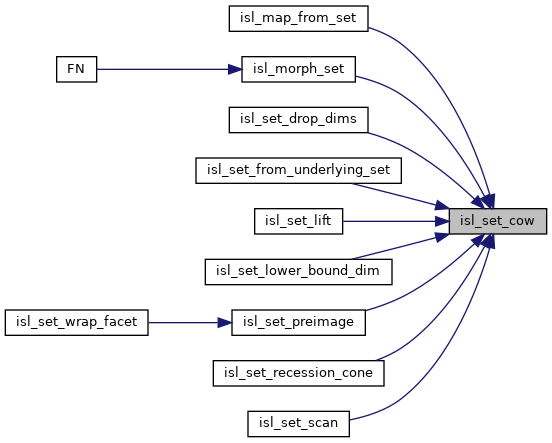 isl_map_from_set
FN
isl_morph_set
isl_set_drop_dims
isl_set_from_underlying_set
isl_set_lift
isl_set_cow
isl_set_lower_bound_dim
isl_set_wrap_facet
isl_set_preimage
isl_set_recession_cone
isl_set_scan